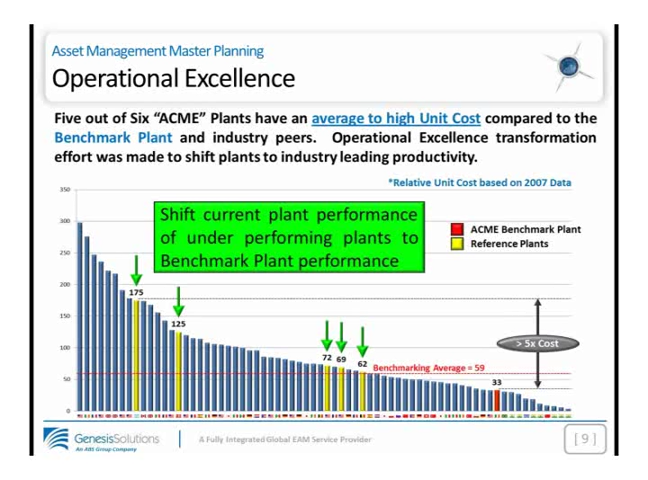 Asset Management Master Planning
Operational Excellence
Five out of Six “ACME” Plants have an average to high Unit Cost compared to the
Benchmark Plant and industry peers. Operational Excellence transformation
effort was made to shift plants to industry leading productivity.
*Relative Unit Cost based on 2007 Data
350
300
250
200
150
100
50
0
Shift current plant performance
of under performing plants to
Benchmark Plant performance
ACME Benchmark Plant
Reference Plants
175
125
72
69
62
33
> 5x Cost
Benchmarking Average = 59
GenesisSolutions
An ABS Group Company
A Fully Integrated Global EAM Service Provider
[ 9 ]